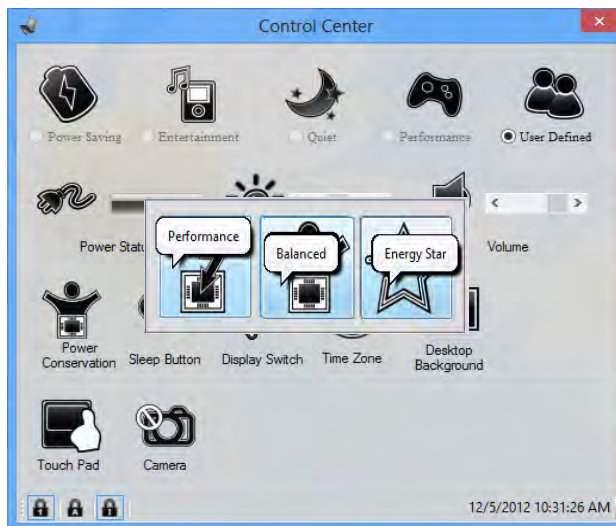 Control Center
Power Saving
Entertainment
Quiet
Performance
User Defined
Performance
Balanced
Energy Star
Power Stat
Volume
Power
Conservation
Sleep Button
Display Switch
Time Zone
Desktop
Background
Touch Pad
Camera
12/5/2012 10:31:26 AM